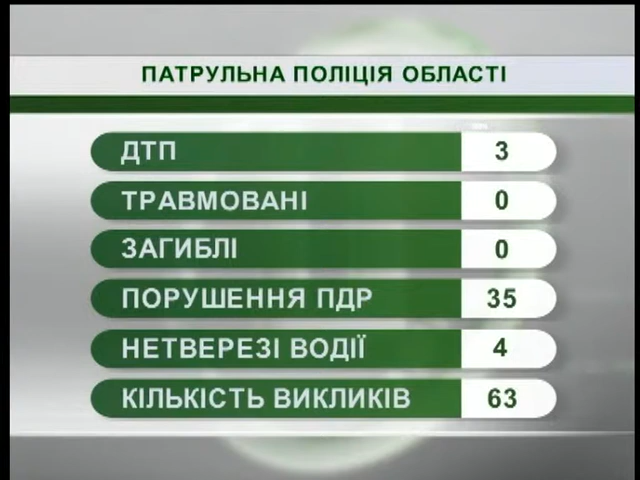 ПАТРУЛЬНА ПОЛІЦІЯ ОБЛАСТІ
ДТП 3
ТРАВМОВАНІ 0
ЗАГИБЛІ 0
ПОРУШЕННЯ ПДР 35
НЕТВЕРЕЗІ ВОДІЇ 4
КІЛЬКІСТЬ ВИКЛИКІВ 63